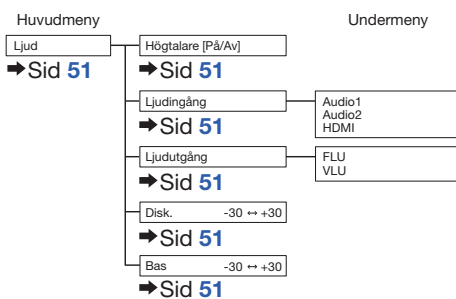 Huvudmeny
Undermeny
Ljud
➡Sid 51
Högtalare [På/Av]
➡Sid 51
Ljudingång
➡Sid 51
Audio1
Audio2
HDMI
Ljudutgång
➡Sid 51
FLU
VLU
Disk. -30 ↔ +30
➡Sid 51
Bas -30 ↔ +30
➡Sid 51